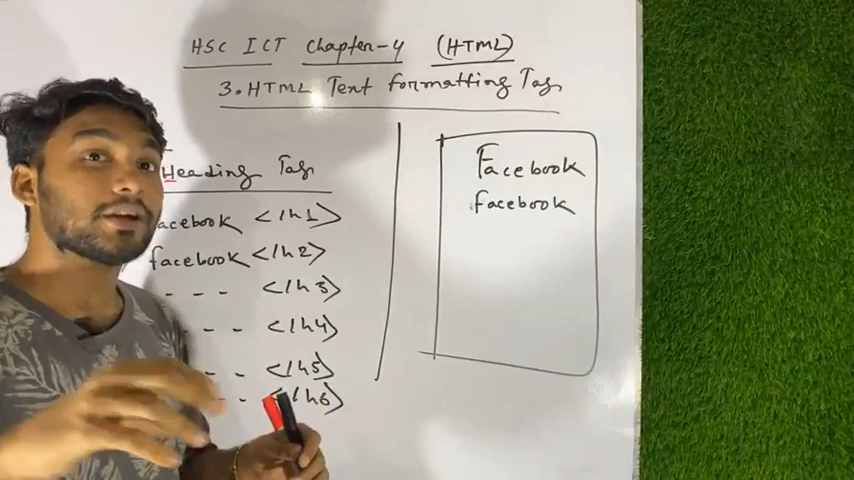 HSC ICT Chapter-4 (HTML)
3. HTML Text formatting Tag
Heading Tag
acebook </h1>
facebook </h2>
- - - </h3>
- - </h4>
- - </h5>
- - </h6>
Facebook
facebook